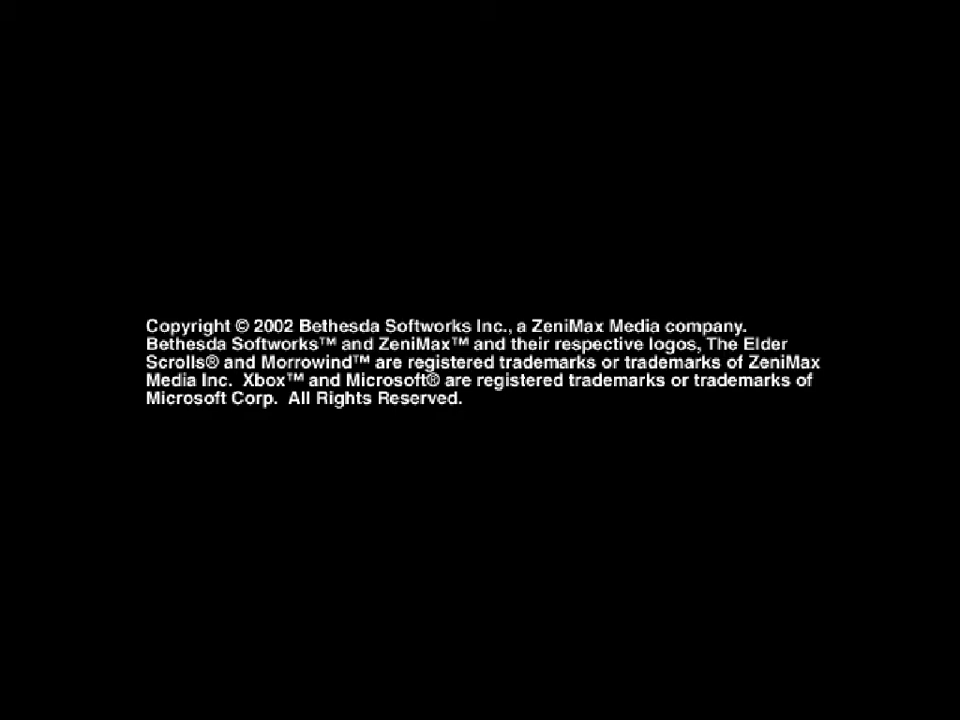 Copyright © 2002 Bethesda Softworks Inc., a ZeniMax Media company.
Bethesda Softworks™ and ZeniMax™ and their respective logos, The Elder
Scrolls® and Morrowind™ are registered trademarks or trademarks of ZeniMax
Media Inc.  Xbox™ and Microsoft® are registered trademarks or trademarks of
Microsoft Corp.  All Rights Reserved.